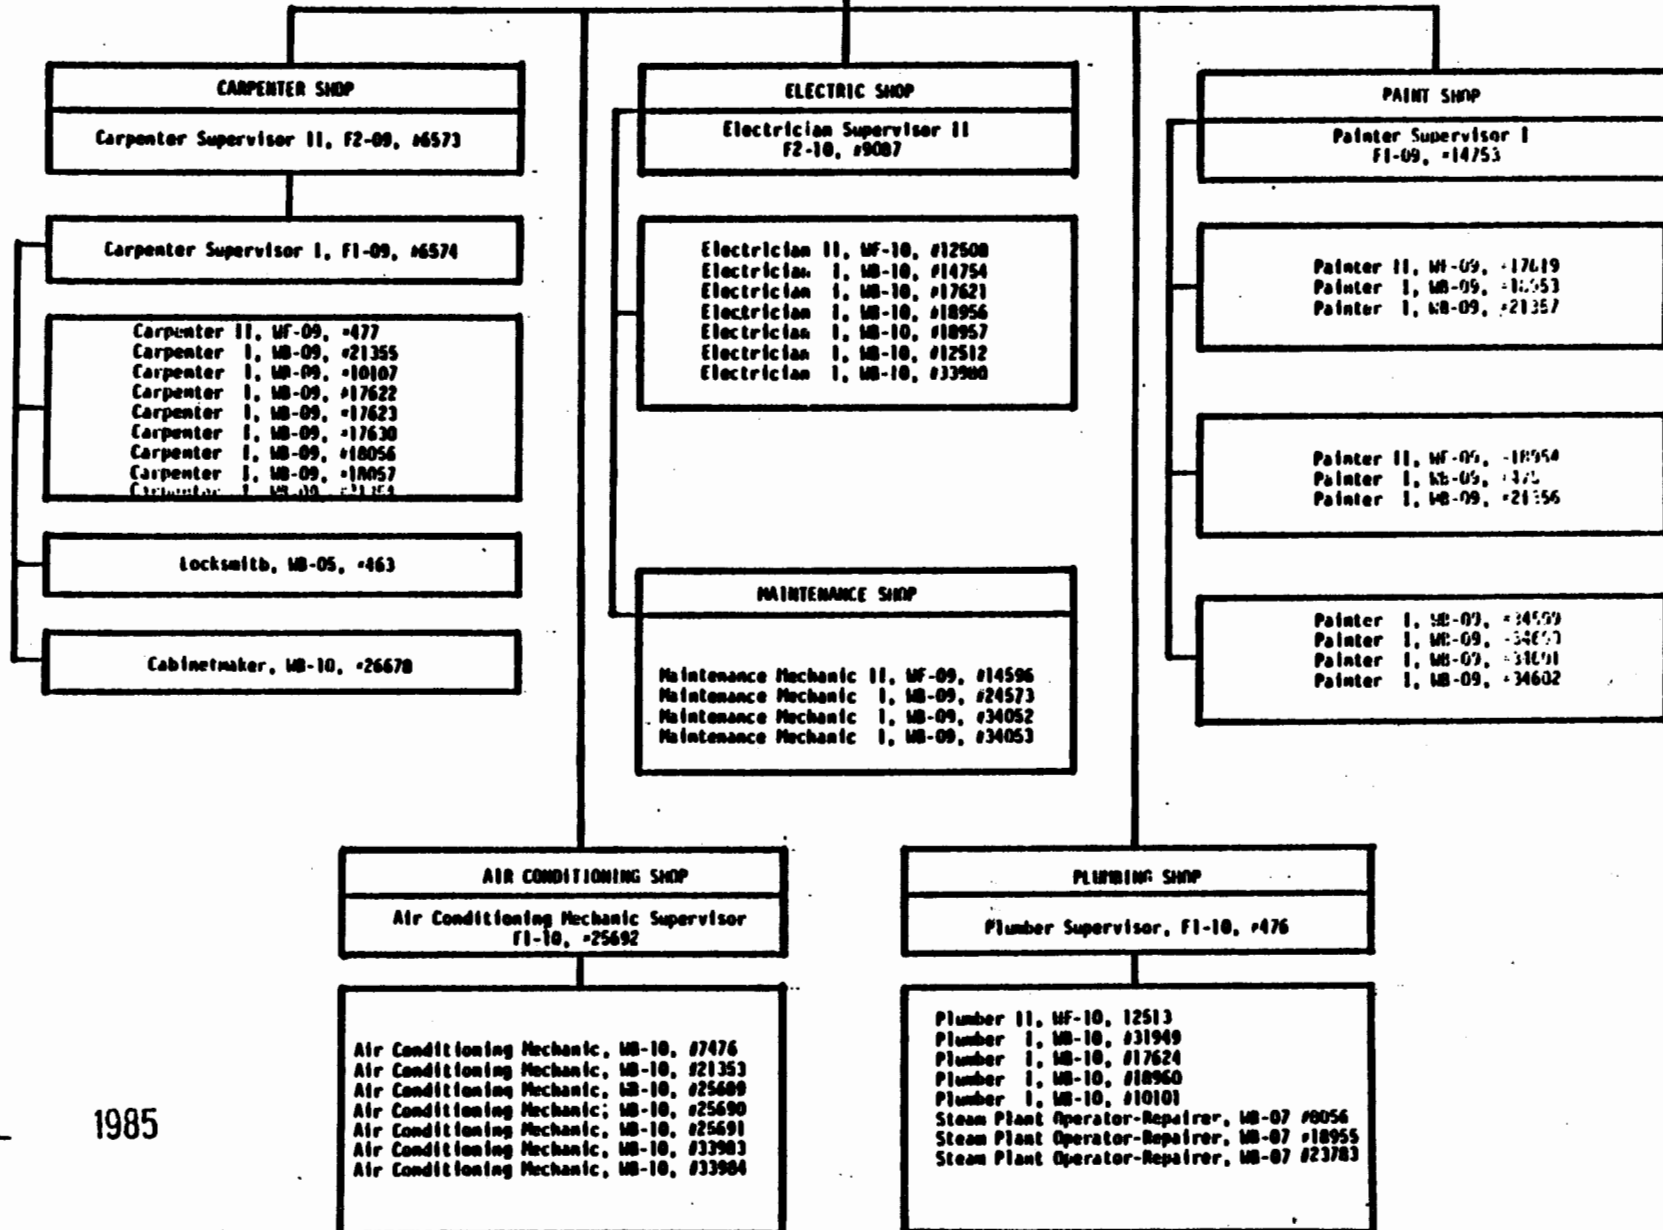 CARPENTER SHOP
Carpenter Supervisor II, F2-09, #6573
Carpenter Supervisor I, F1-09, #6574
Carpenter II, WF-09, #477
Carpenter I, WB-09, #21355
Carpenter I, WB-09, #10107
Carpenter I, WB-09, #17622
Carpenter I, WB-09, #17623
Carpenter I, WB-09, #17630
Carpenter I, WB-09, #18056
Carpenter I, WB-09, #18057
Carpenter I, WB-09,
Locksmith, WB-05, #463
Cabinetmaker, WB-10, #26678
ELECTRIC SHOP
Electrician Supervisor II
F2-10, #9087
Electrician II, WF-10, #12508
Electrician I, WB-10, #14754
Electrician I, WB-10, #17621
Electrician I, WB-10, #18956
Electrician I, WB-10, #18957
Electrician I, WB-10, #12512
Electrician I, WB-10, #33980
MAINTENANCE SHOP
Maintenance Mechanic II, WF-09, #14596
Maintenance Mechanic I, WB-09, #24573
Maintenance Mechanic I, WB-09, #34052
Maintenance Mechanic I, WB-09, #34053
PAINT SHOP
Painter Supervisor I
F1-09, #14753
Painter II, WF-09, #17619
Painter I, WB-09,
Painter I, WB-09, #21357
Painter II, WF-09, #18954
Painter I, WB-09,
Painter I, WB-09, #21356
Painter I, WB-09,
Painter I, WB-09,
Painter I, WB-09,
Painter I, WB-09, #34602
AIR CONDITIONING SHOP
Air Conditioning Mechanic Supervisor
F1-10, #25692
Air Conditioning Mechanic, WB-10, #7476
Air Conditioning Mechanic, WB-10, #21353
Air Conditioning Mechanic, WB-10, #25689
Air Conditioning Mechanic, WB-10, #25690
Air Conditioning Mechanic, WB-10, #25691
Air Conditioning Mechanic, WB-10, #33983
Air Conditioning Mechanic, WB-10, #33984
PLUMBING SHOP
Plumber Supervisor, F1-10, #476
Plumber II, WF-10, 12513
Plumber I, WB-10, #31949
Plumber I, WB-10, #17624
Plumber I, WB-10, #18960
Plumber I, WB-10, #10101
Steam Plant Operator-Repairer, WB-07 #8056
Steam Plant Operator-Repairer, WB-07 #18955
Steam Plant Operator-Repairer, WB-07 #23783
1985